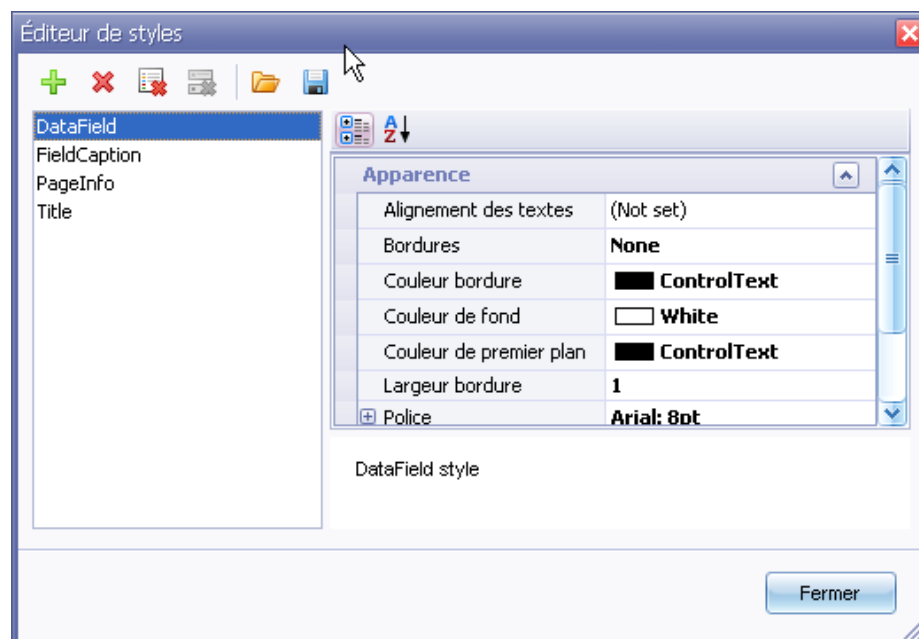 Éditeur de styles
DataField
FieldCaption
PageInfo
Title
Apparence
Alignement des textes (Not set)
Bordures None
Couleur bordure ControlText
Couleur de fond White
Couleur de premier plan ControlText
Largeur bordure 1
Police Arial; 8pt
DataField style
Fermer